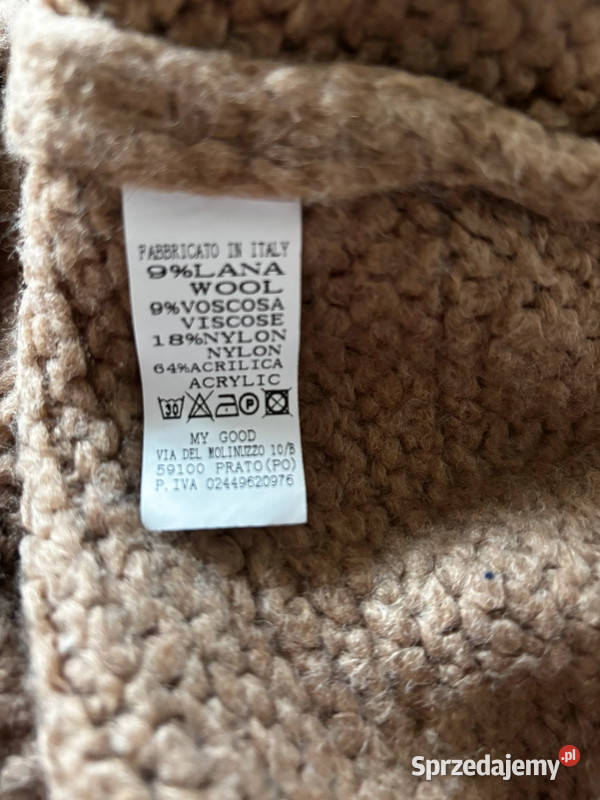 FABBRICATO IN ITALY
9%LANA
WOOL
9%VOSCOSA
VISCOSE
18%NYLON
NYLON
64%ACRILICA
ACRYLIC
30 P
MY GOOD
VIA DEL MOLINUZZO 10/B
59100 PRATO(PO)
P.IVA 02449620976
Sprzedajemy.pl